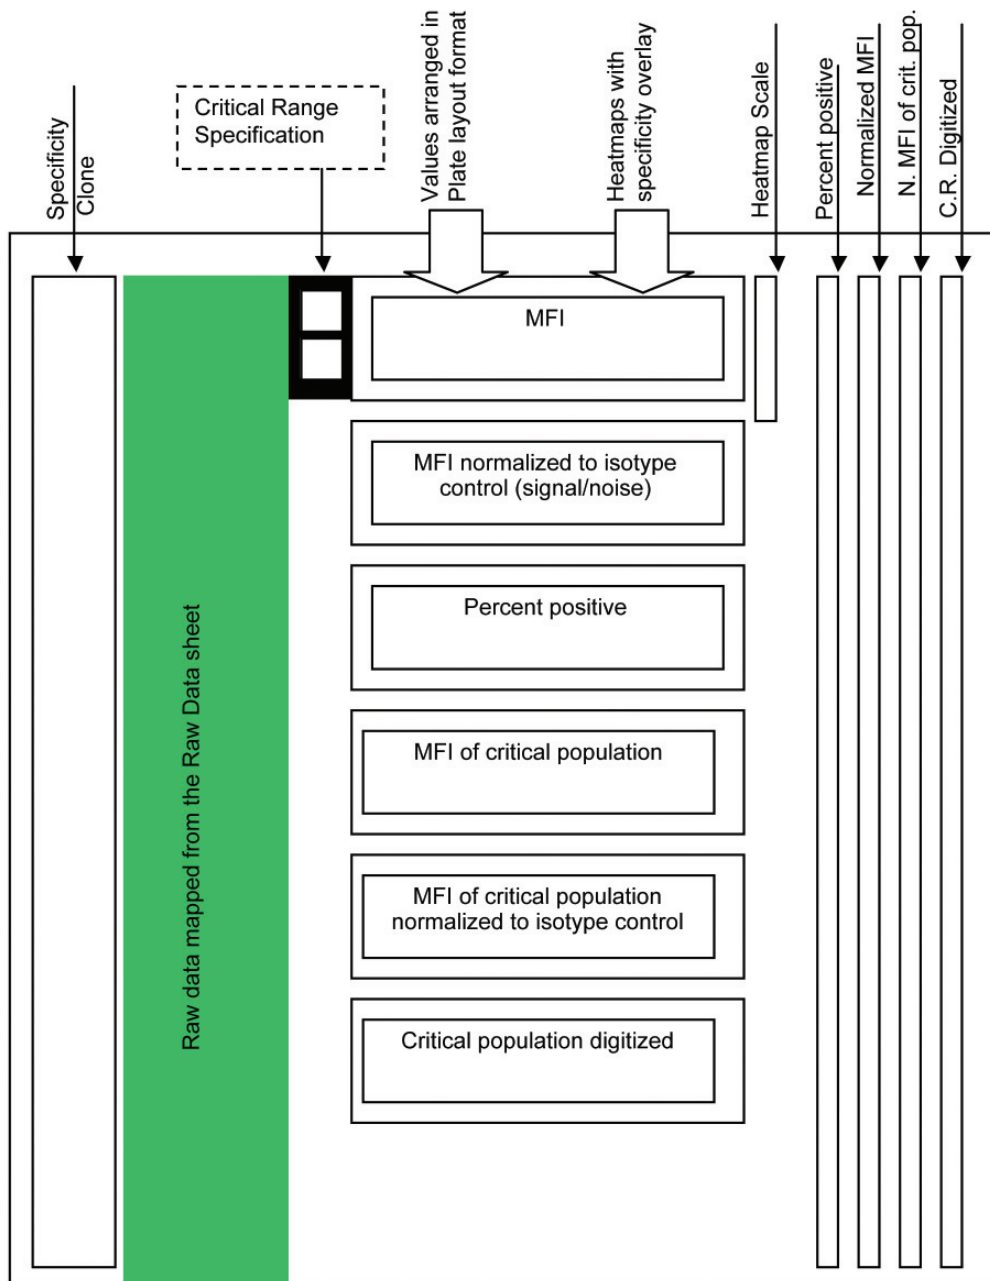 Specificity
Clone
Critical Range
Specification
Values arranged in
Plate layout format
Heatmaps with
specificity overlay
Heatmap Scale
Percent positive
Normalized MFI
N. MFI of crit. pop.
C.R. Digitized
Raw data mapped from the Raw Data sheet
MFI
MFI normalized to isotype
control (signal/noise)
Percent positive
MFI of critical population
MFI of critical population
normalized to isotype control
Critical population digitized